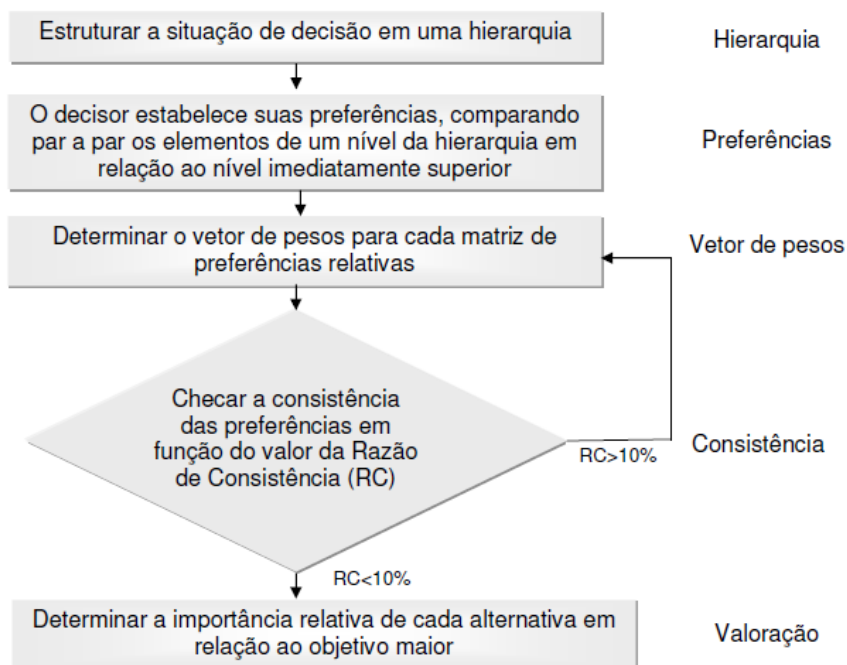 Estruturar a situação de decisão em uma hierarquia
Hierarquia
O decisor estabelece suas preferências, comparando
par a par os elementos de um nível da hierarquia em
relação ao nível imediatamente superior
Preferências
Determinar o vetor de pesos para cada matriz de
preferências relativas
Vetor de pesos
Checar a consistência
das preferências em
função do valor da Razão
de Consistência (RC)
RC>10%
Consistência
RC<10%
Determinar a importância relativa de cada alternativa em
relação ao objetivo maior
Valoração